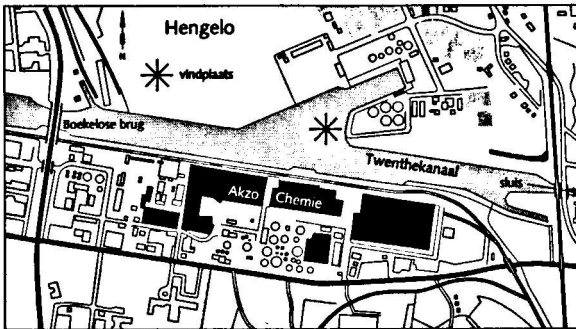 Hengelo
N
vindplaats
Boekelose brug
Twenthekanaal
sluis
Akzo Chemie